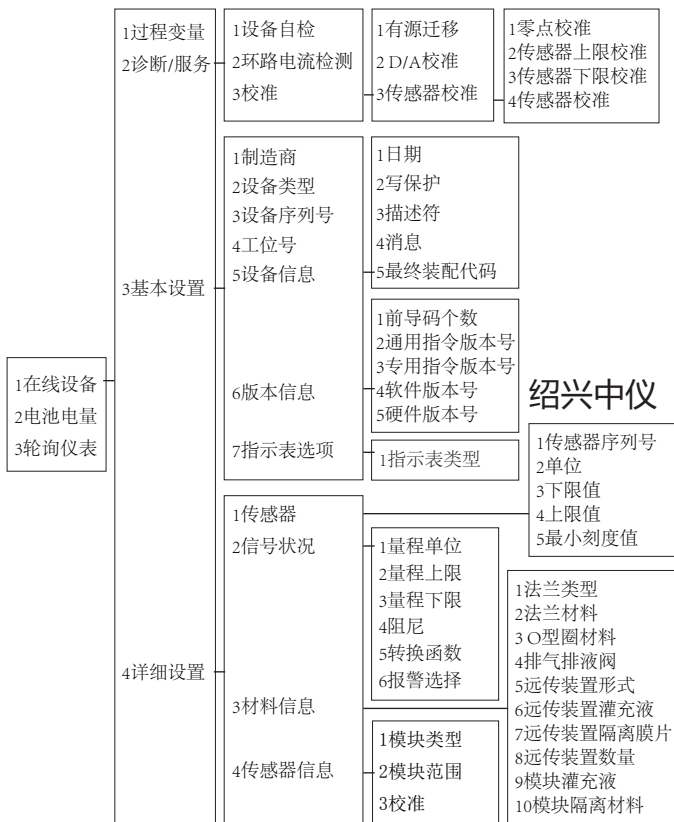 1在线设备
2电池电量
3轮询仪表
1过程变量
2诊断/服务
3基本设置
4详细设置
1设备自检
2环路电流检测
3校准
1有源迁移
2 D/A校准
3传感器校准
1零点校准
2传感器上限校准
3传感器下限校准
4传感器校准
1制造商
2设备类型
3设备序列号
4工位号
5设备信息
6版本信息
7指示表选项
1日期
2写保护
3描述符
4消息
5最终装配代码
1前导码个数
2通用指令版本号
3专用指令版本号
4软件版本号
5硬件版本号
1指示表类型
绍兴中仪
1传感器
2信号状况
3材料信息
4传感器信息
1传感器序列号
2单位
3下限值
4上限值
5最小刻度值
1量程单位
2量程上限
3量程下限
4阻尼
5转换函数
6报警选择
1法兰类型
2法兰材料
3 O型圈材料
4排气排液阀
5远传装置形式
6远传装置灌充液
7远传装置隔离膜片
8远传装置数量
9模块灌充液
10模块隔离材料
1模块类型
2模块范围
3校准